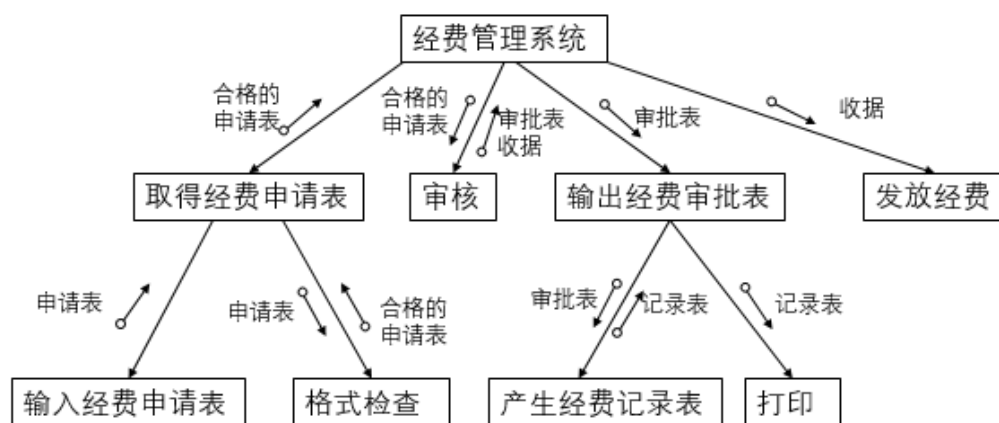 经费管理系统
合格的
申请表
合格的
申请表
审批表
收据
审批表
收据
取得经费申请表
审核
输出经费审批表
发放经费
申请表
申请表
合格的
申请表
审批表
记录表
记录表
输入经费申请表
格式检查
产生经费记录表
打印